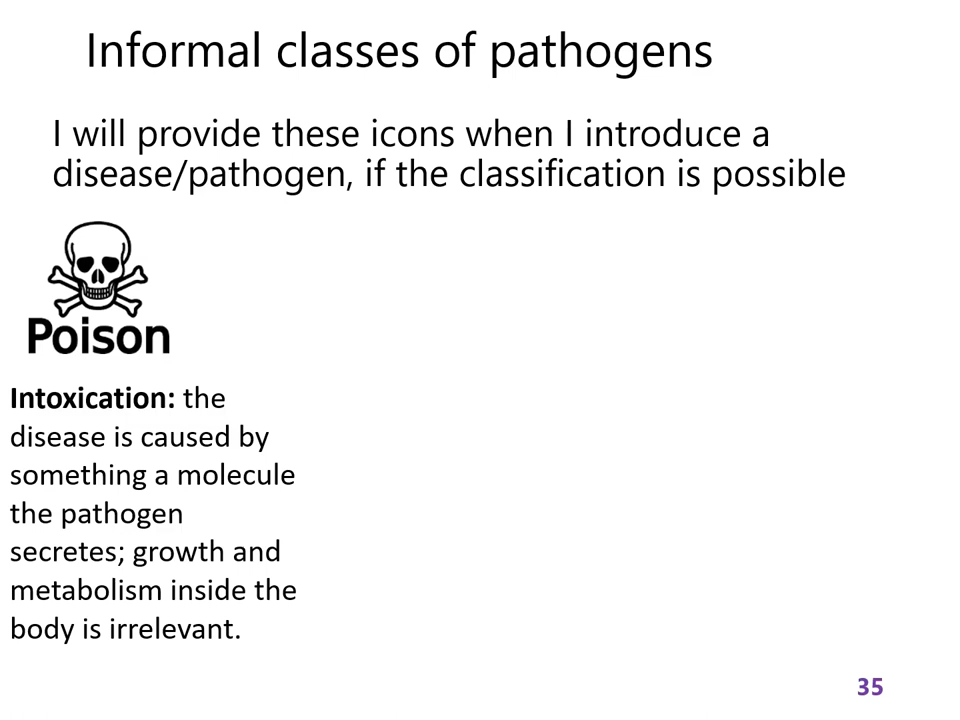 Informal classes of pathogens
I will provide these icons when I introduce a
disease/pathogen, if the classification is possible
Poison
Intoxication: the
disease is caused by
something a molecule
the pathogen
secretes; growth and
metabolism inside the
body is irrelevant.
35